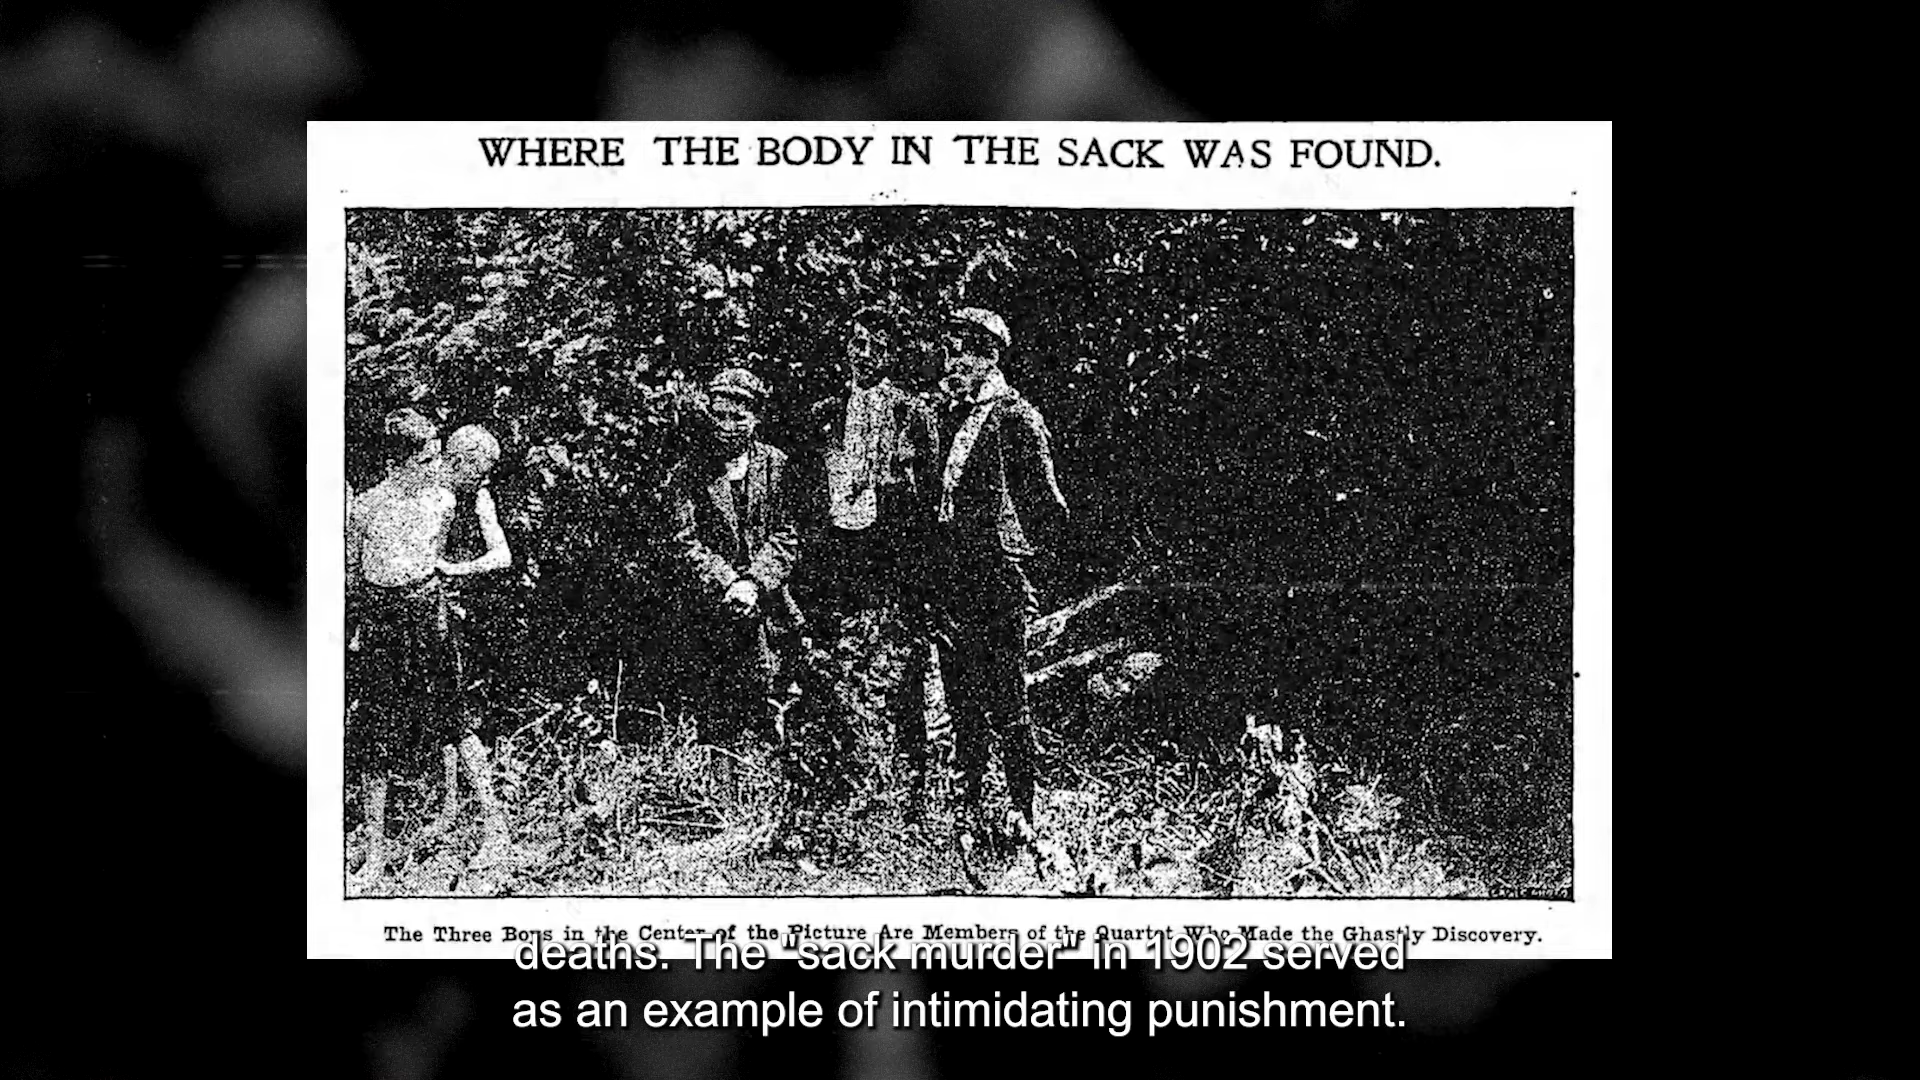 WHERE THE BODY IN THE SACK WAS FOUND.
The Three Boys in the Center of the Picture Are Members of the Quartet Who Made the Ghastly Discovery.
deaths. The "sack murder" in 1902 served
as an example of intimidating punishment.